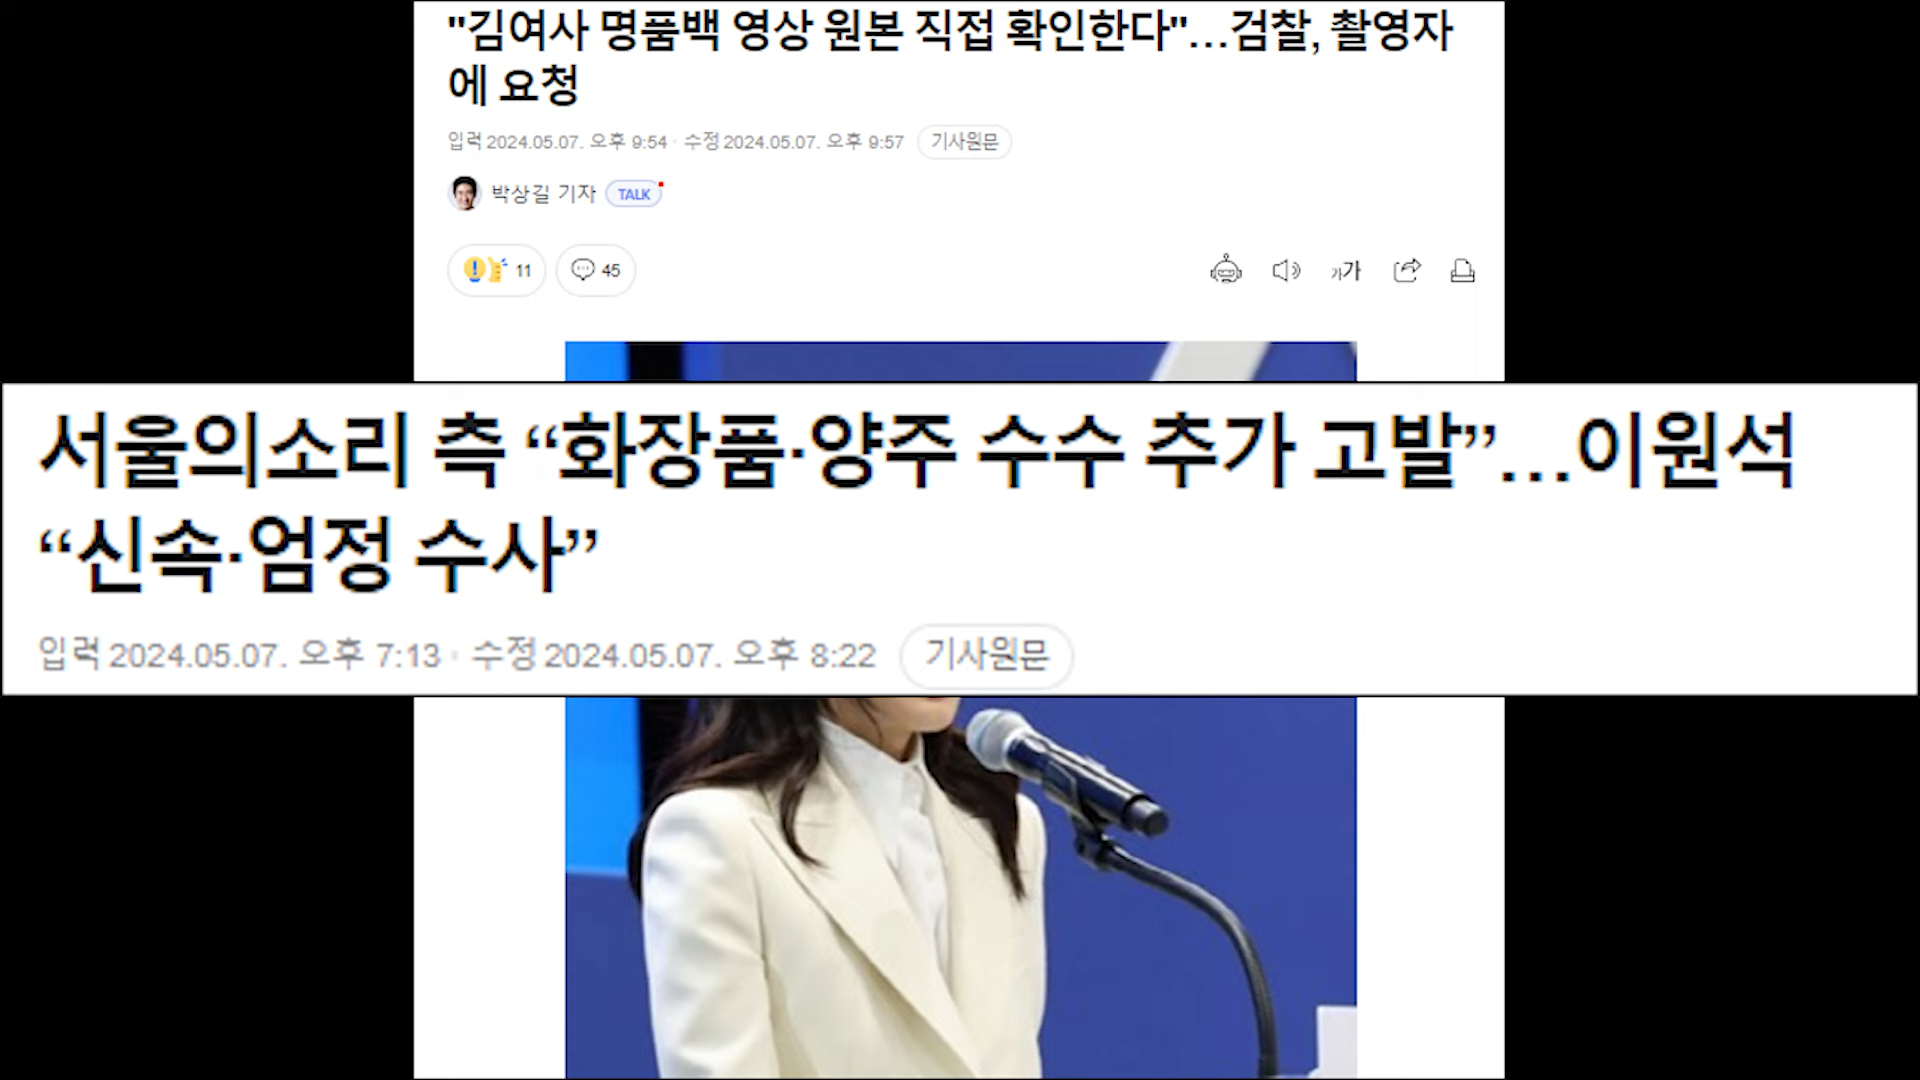 "김여사 명품백 영상 원본 직접 확인한다"…검찰, 촬영자
에 요청
입력 2024.05.07. 오후 9:54 · 수정 2024.05.07. 오후 9:57 기사원문
박상길 기자 TALK
11 45 가가
서울의소리 측 “화장품·양주 수수 추가 고발”…이원석
“신속·엄정 수사”
입력 2024.05.07. 오후 7:13 · 수정 2024.05.07. 오후 8:22 기사원문